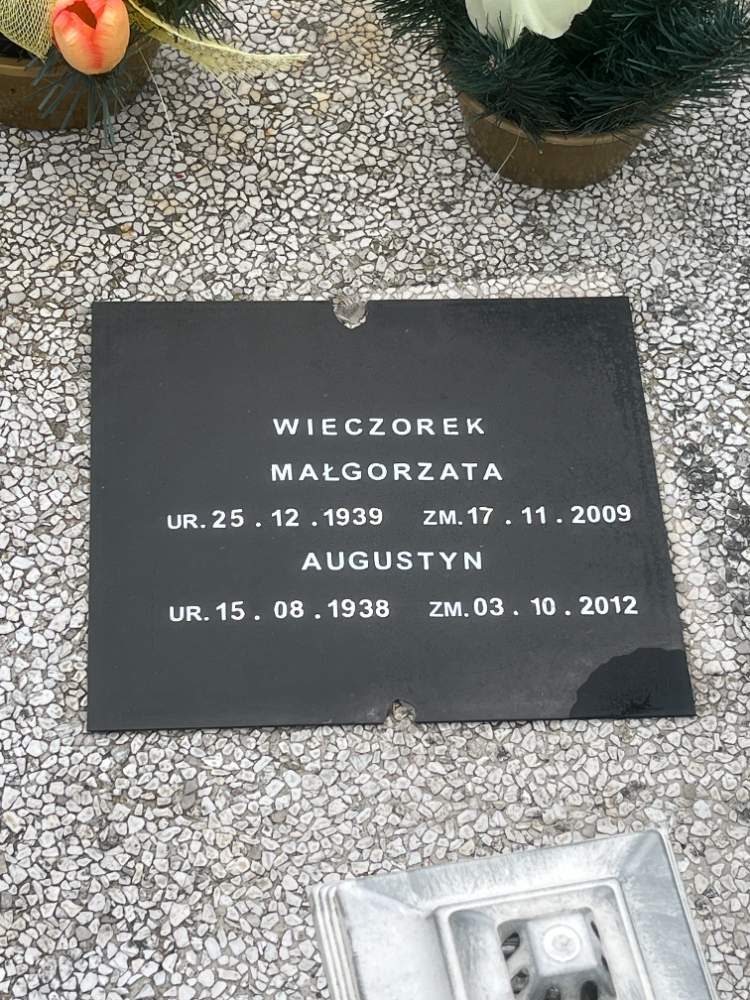 WIECZOREK
MAŁGORZATA
UR. 25 . 12 . 1939 ZM. 17 . 11 . 2009
AUGUSTYN
UR. 15 . 08 . 1938 ZM. 03 . 10 . 2012